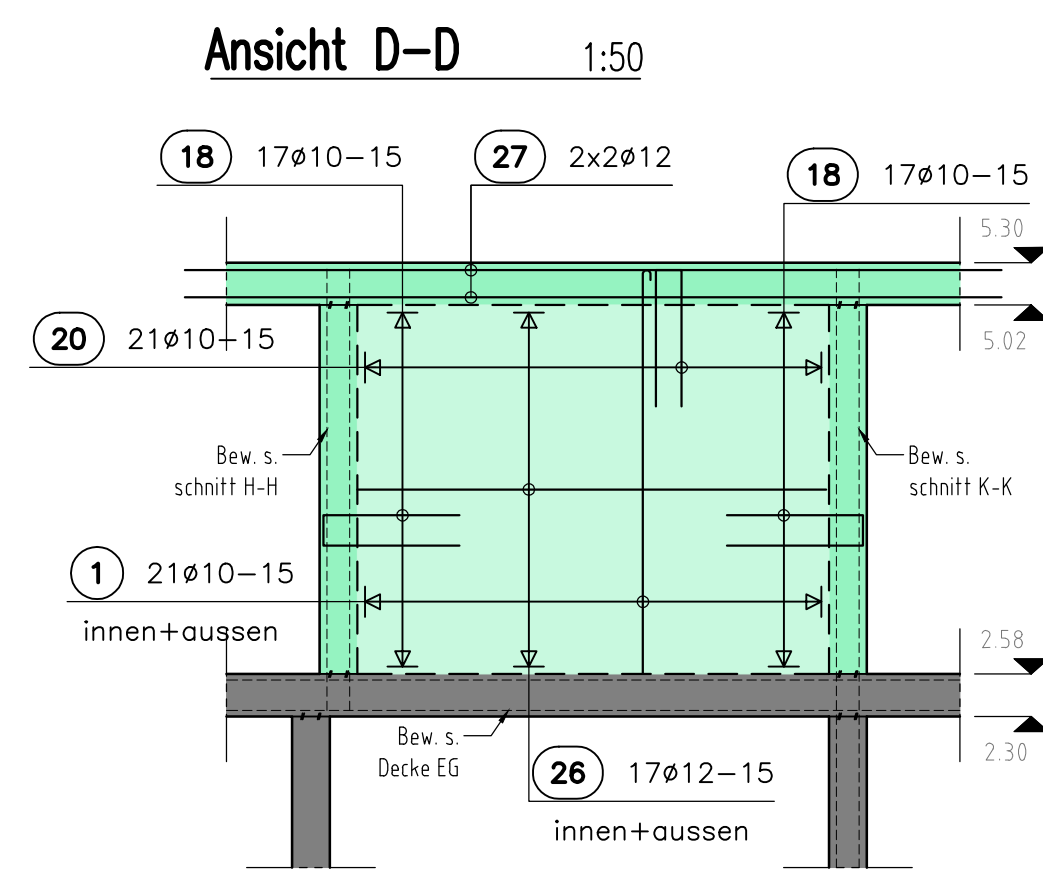 Ansicht D-D 1:50
18 17ø10-15
27 2x2ø12
18 17ø10-15
5.30
20 21ø10-15
5.02
Bew. s.
schnitt H-H
Bew. s.
schnitt K-K
1 21ø10-15
innen+aussen
2.58
Bew. s.
Decke EG
2.30
26 17ø12-15
innen+aussen